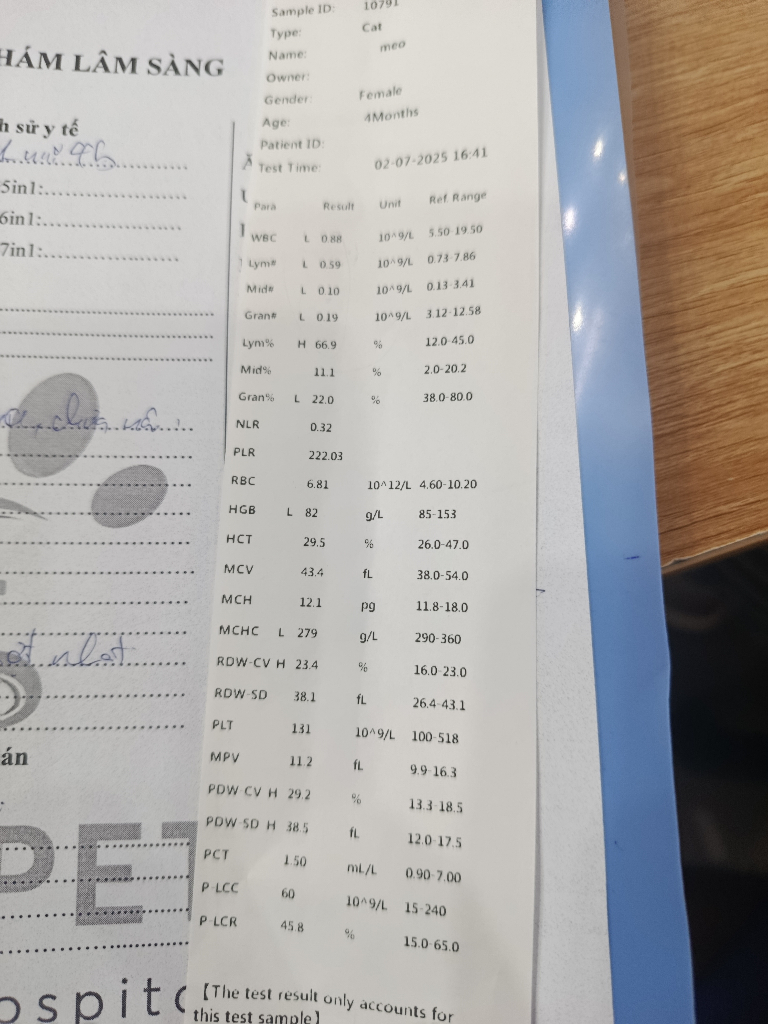 HÁM LÂM SÀNG
h sử y tế
5in1:
6in1:
7in1:
nhạt
án
PET
ospit
Sample ID: 10791
Type: Cat
Name: meo
Owner:
Gender: Female
Age: 4Months
Patient ID:
Test Time: 02-07-2025 16:41
Para Result Unit Ref. Range
WBC L 0.88 10^9/L 5.50-19.50
Lym# L 0.59 10^9/L 0.73-7.86
Mid# L 0.10 10^9/L 0.13-3.41
Gran# L 0.19 10^9/L 3.12-12.58
Lym% H 66.9 % 12.0-45.0
Mid% 11.1 % 2.0-20.2
Gran% L 22.0 % 38.0-80.0
NLR 0.32
PLR 222.03
RBC 6.81 10^12/L 4.60-10.20
HGB L 82 g/L 85-153
HCT 29.5 % 26.0-47.0
MCV 43.4 fL 38.0-54.0
MCH 12.1 pg 11.8-18.0
MCHC L 279 g/L 290-360
RDW-CV H 23.4 % 16.0-23.0
RDW-SD 38.1 fL 26.4-43.1
PLT 131 10^9/L 100-518
MPV 11.2 fL 9.9-16.3
PDW-CV H 29.2 % 13.3-18.5
PDW-SD H 38.5 fL 12.0-17.5
PCT 1.50 mL/L 0.90-7.00
P-LCC 60 10^9/L 15-240
P-LCR 45.8 % 15.0-65.0
【The test result only accounts for
this test sample】